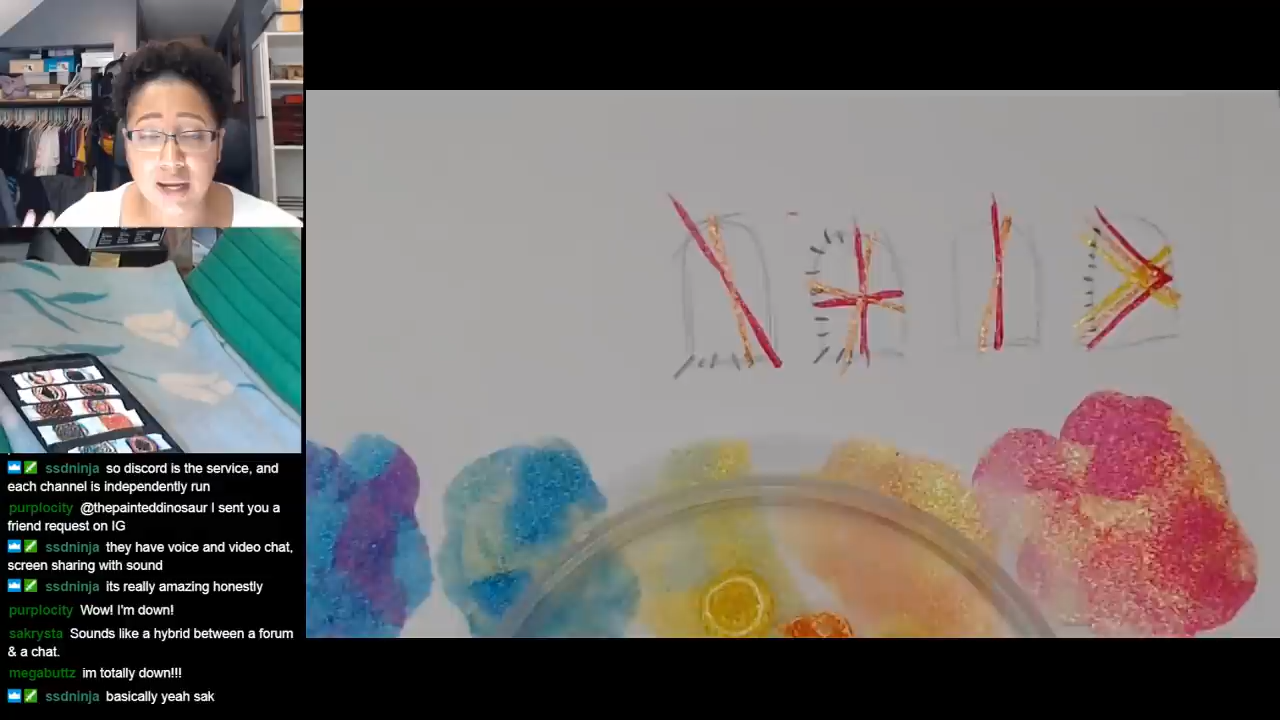 ssdninja so discord is the service, and
each channel is independently run
purplocity @thepainteddinosaur I sent you a
friend request on IG
ssdninja they have voice and video chat,
screen sharing with sound
ssdninja its really amazing honestly
purplocity Wow! I'm down!
sakrysta Sounds like a hybrid between a forum
& a chat.
megabuttz im totally down!!!
ssdninja basically yeah sak